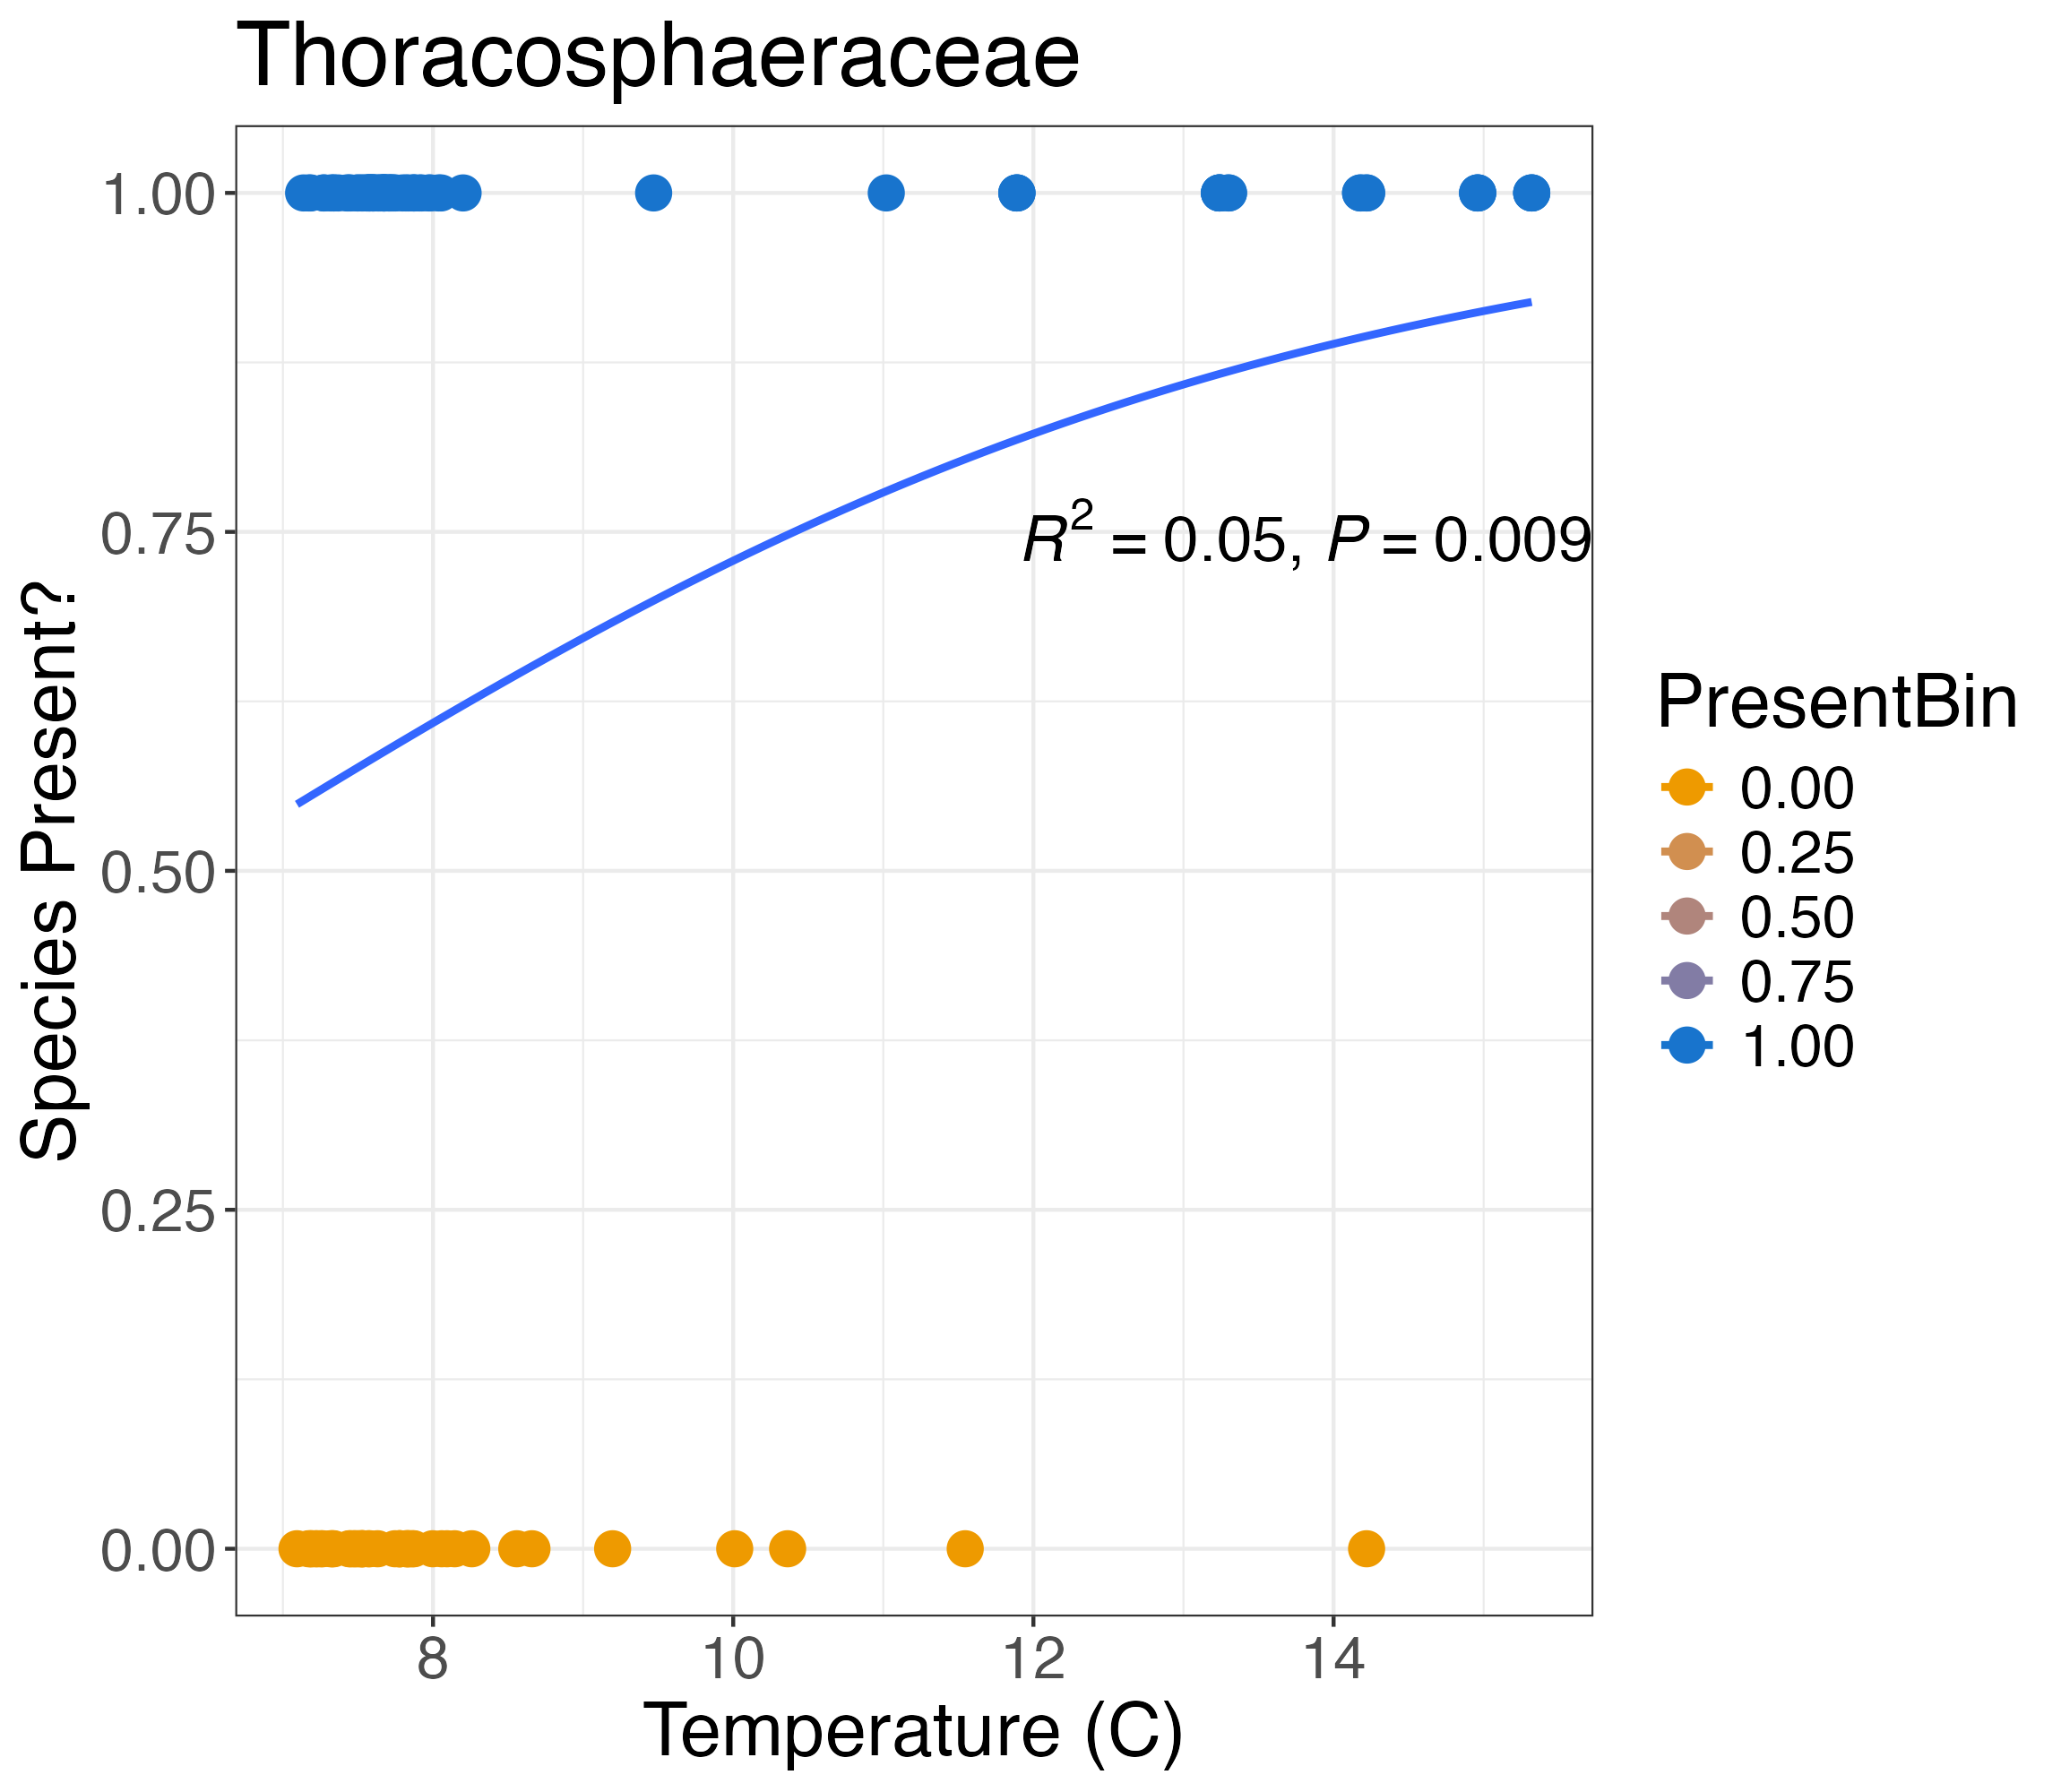 Thoracosphaeraceae
1.00
0.75
0.50
0.25
0.00
Species Present?
R² = 0.05, P = 0.009
8 10 12 14
Temperature (C)
PresentBin
0.00
0.25
0.50
0.75
1.00